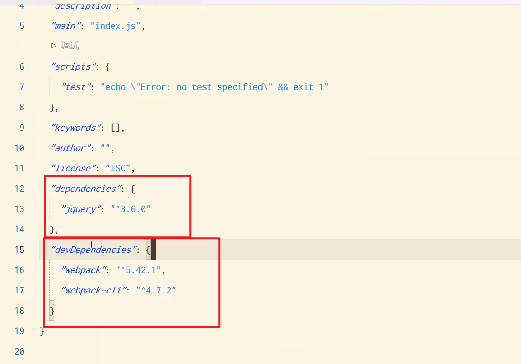 4 "description": "",
5 "main": "index.js",
▷ 调试
6 "scripts": {
7 "test": "echo \"Error: no test specified\" && exit 1"
8 },
9 "keywords": [],
10 "author": "",
11 "license": "ISC",
12 "dependencies": {
13 "jquery": "^3.6.0"
14 },
15 "devDependencies": {
16 "webpack": "^5.42.1",
17 "webpack-cli": "^4.7.2"
18 }
19 }
20